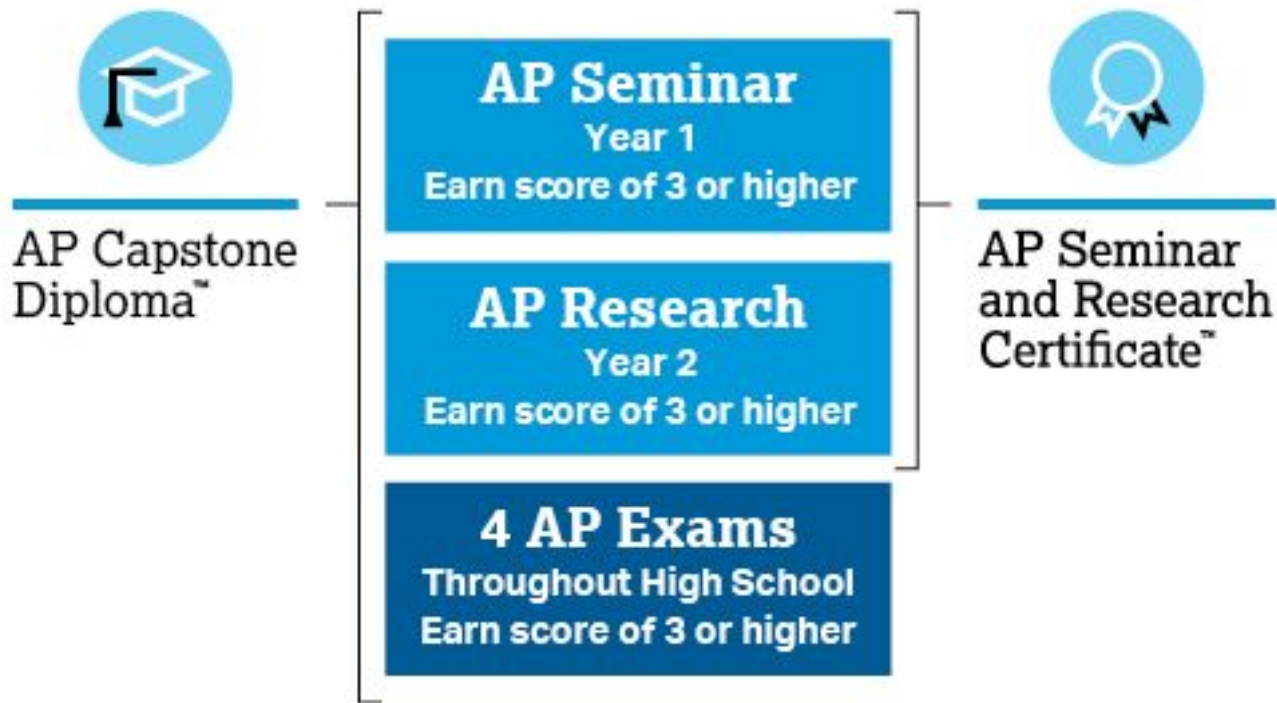 AP Capstone
Diploma™
AP Seminar
Year 1
Earn score of 3 or higher
AP Research
Year 2
Earn score of 3 or higher
4 AP Exams
Throughout High School
Earn score of 3 or higher
AP Seminar
and Research
Certificate™